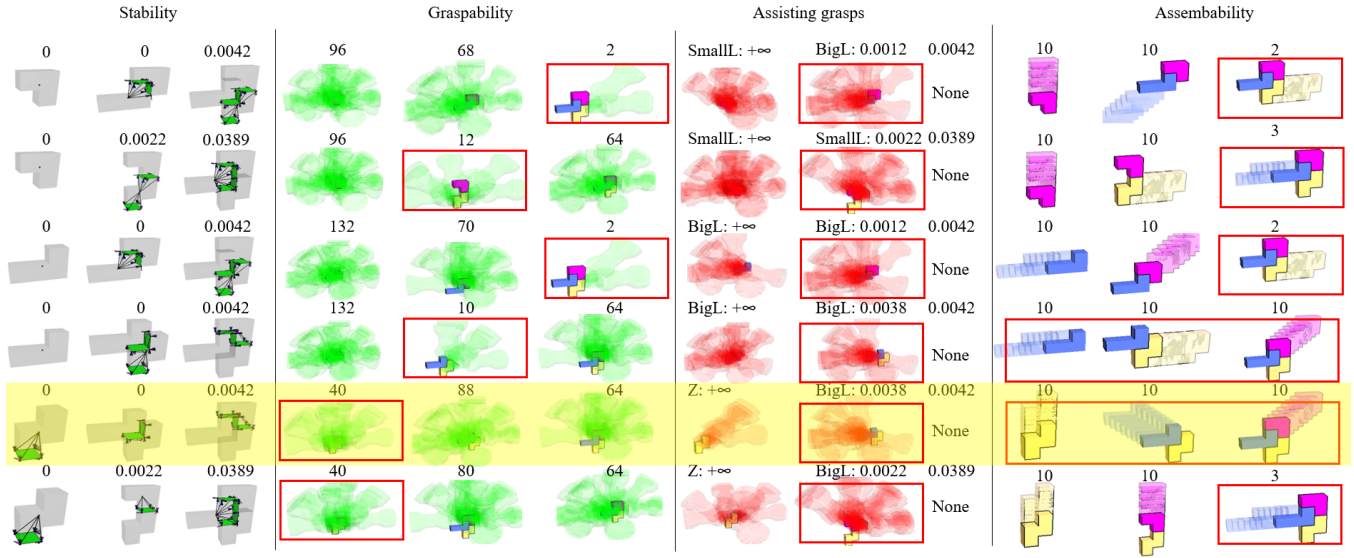 Stability Graspability Assisting grasps Assembability
0 0 0.0042 96 68 2 SmallL: +∞ BigL: 0.0012 0.0042 10 10 2
None
0 0.0022 0.0389 96 12 64 SmallL: +∞ SmallL: 0.0022 0.0389 10 10 3
None
0 0 0.0042 132 70 2 BigL: +∞ BigL: 0.0012 0.0042 10 10 2
None
0 0 0.0042 132 10 64 BigL: +∞ BigL: 0.0038 0.0042 10 10 10
None
0 0 0.0042 40 88 64 Z: +∞ BigL: 0.0038 0.0042 10 10 10
None
0 0.0022 0.0389 40 80 64 Z: +∞ BigL: 0.0022 0.0389 10 10 3
None